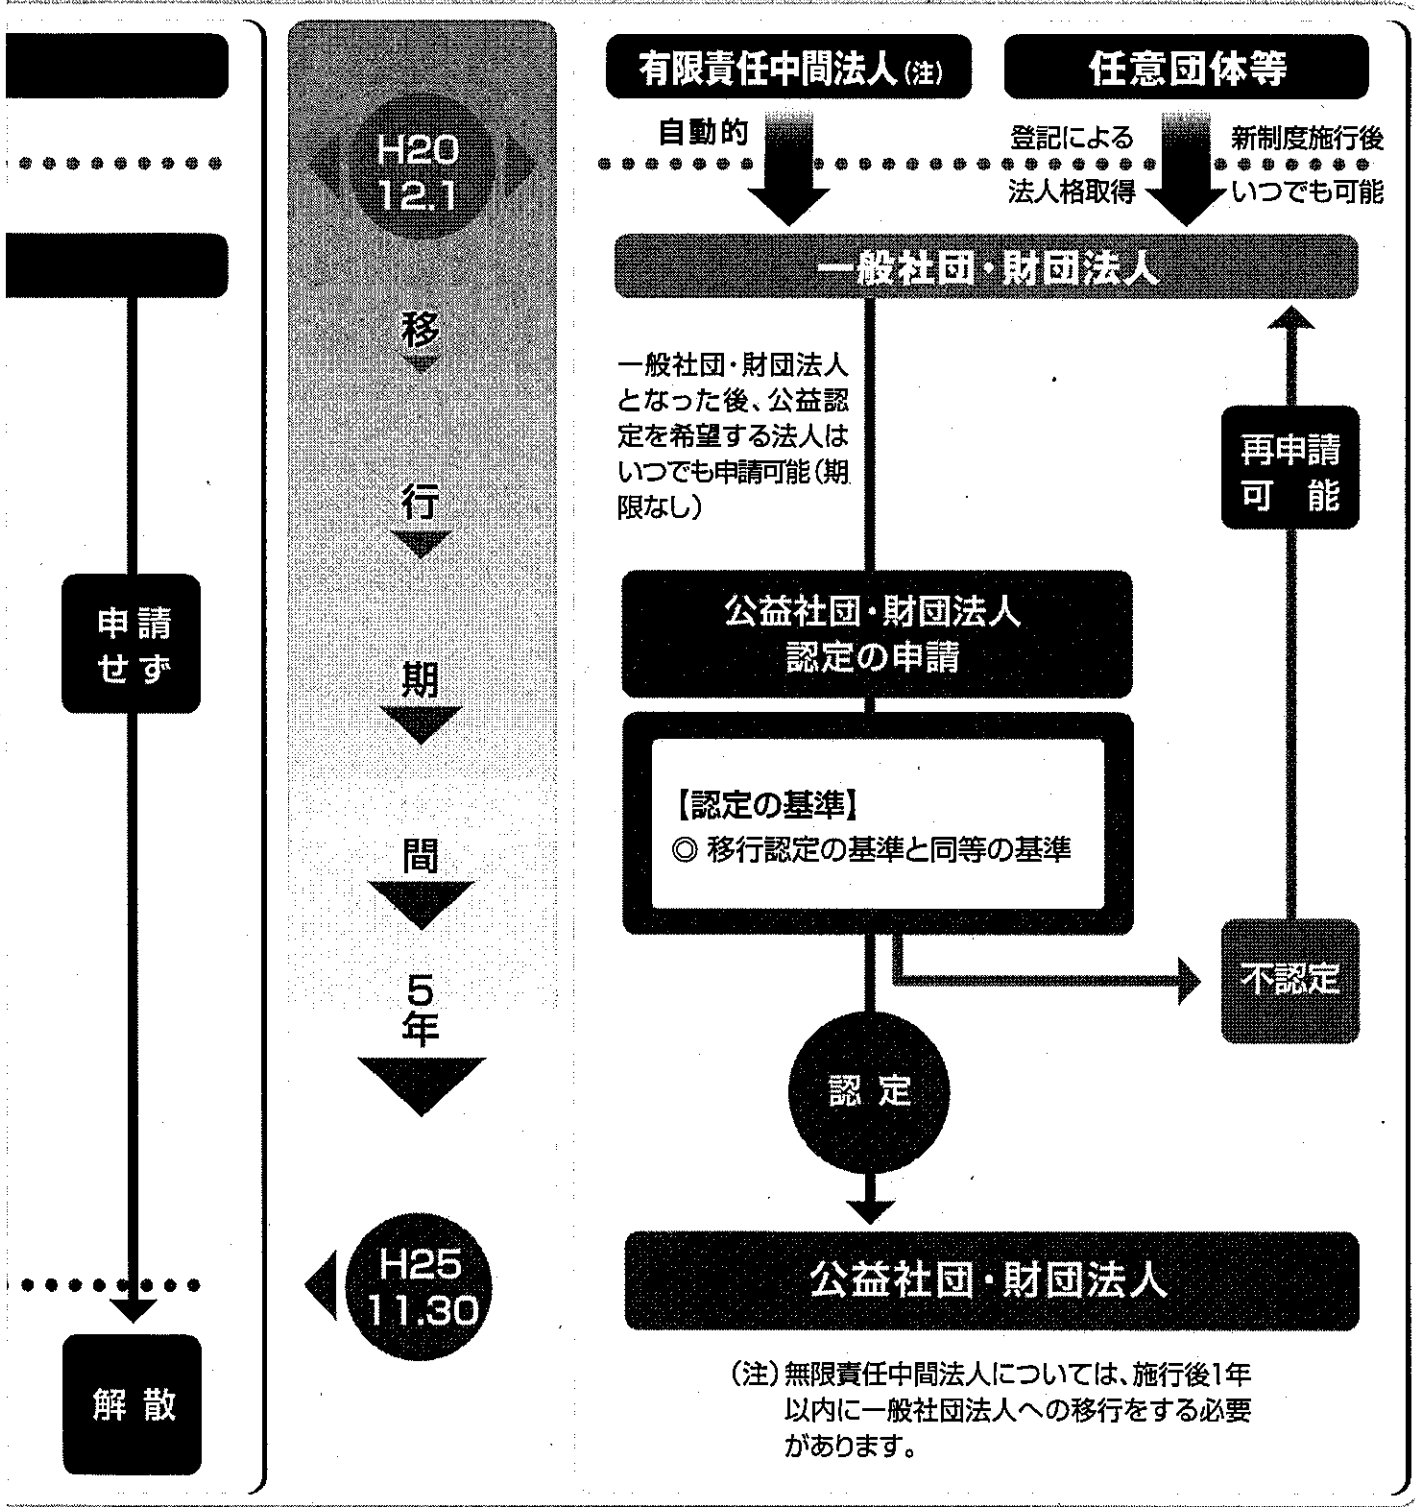 申請
せず
解散
H20
12.1
移
行
期
間
5
年
H25
11.30
有限責任中間法人(注)
任意団体等
自動的
登記による
法人格取得
新制度施行後
いつでも可能
一般社団・財団法人
一般社団・財団法人
となった後、公益認
定を希望する法人は
いつでも申請可能(期
限なし)
再申請
可能
公益社団・財団法人
認定の申請
【認定の基準】
◎ 移行認定の基準と同等の基準
不認定
認定
公益社団・財団法人
(注)無限責任中間法人については、施行後1年
以内に一般社団法人への移行をする必要
があります。